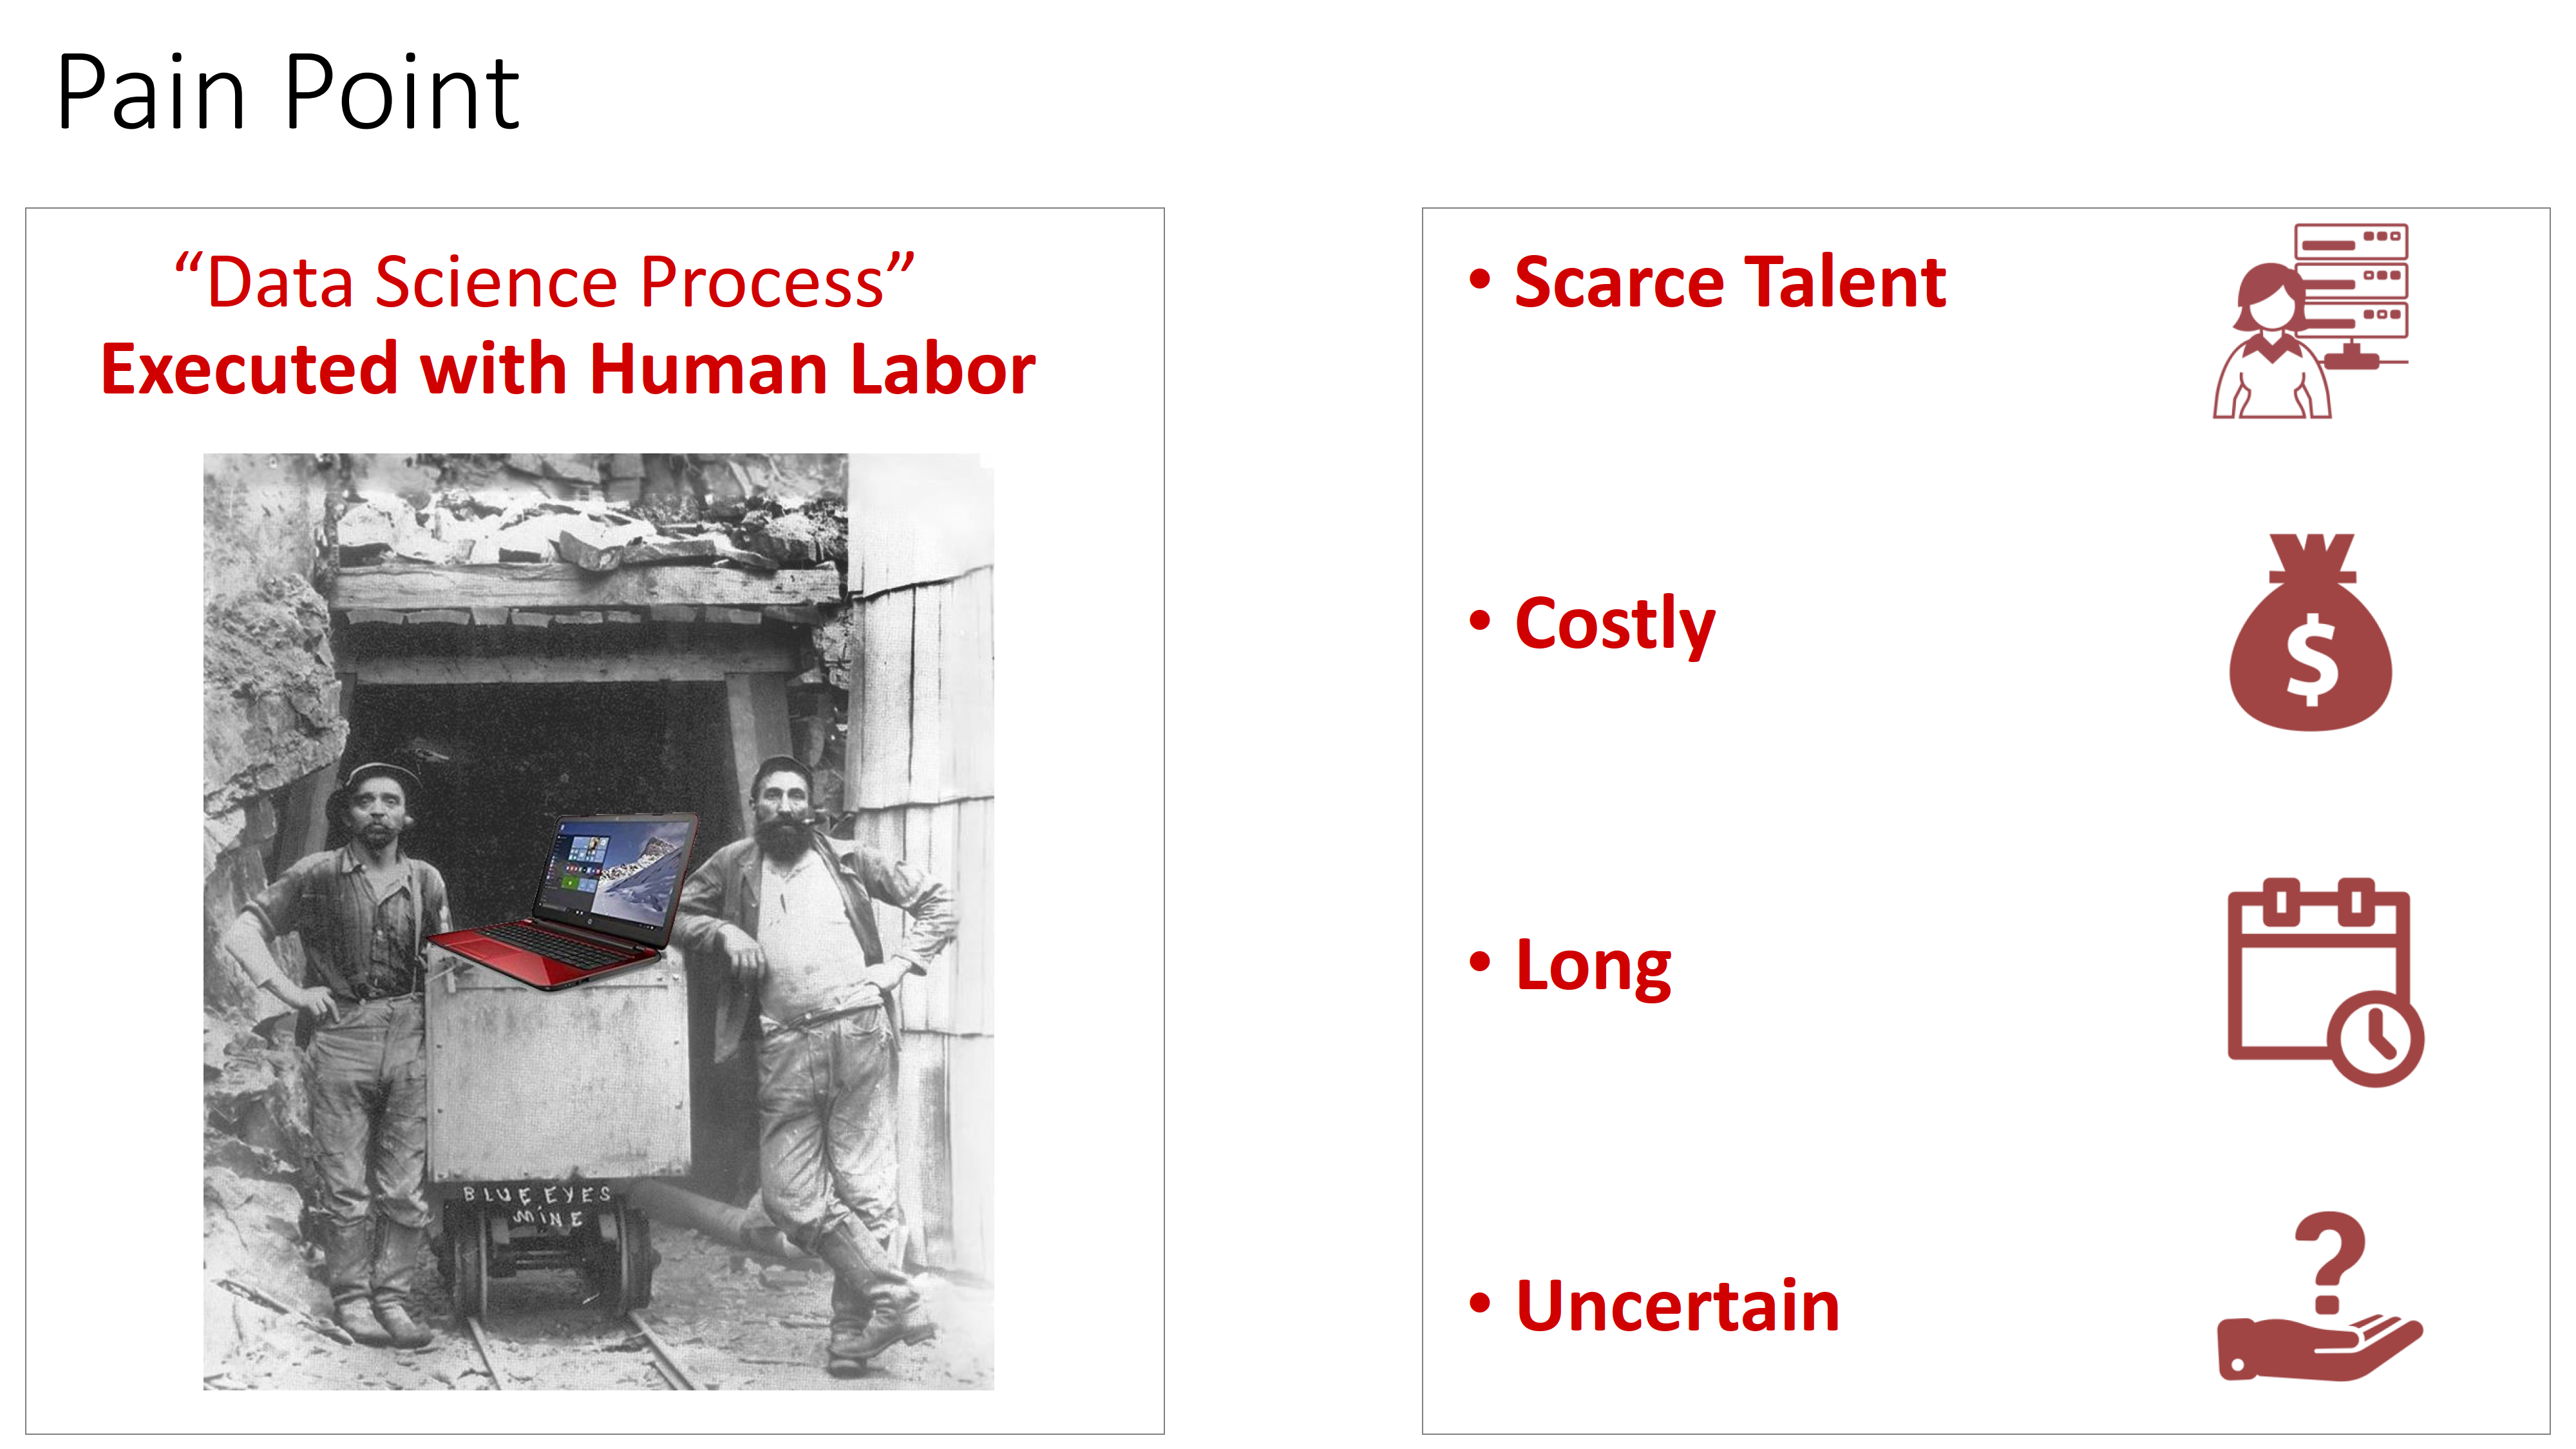 Pain Point
“Data Science Process”
Executed with Human Labor
BLUE EYES
MINE
• Scarce Talent
• Costly
$
• Long
• Uncertain
?